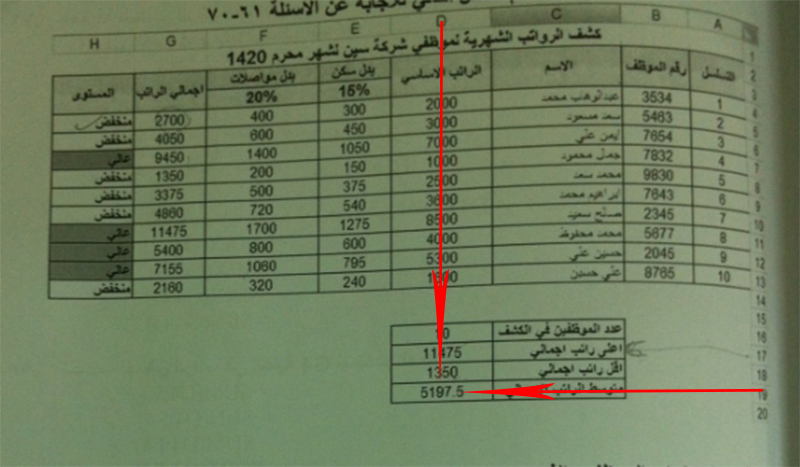 للاجابة عن الاسئلة ٦١-٧٠
A B C D E F G H
1 كشف الرواتب الشهرية لموظفي شركة سين لشهر محرم 1420
2 التسلسل رقم الموظف الاسم الراتب الاساسي بدل سكن بدل مواصلات اجمالي الراتب المستوى
3 15% 20%
4 1 3534 عبدالوهاب محمد 2000 300 400 2700 منخفض
5 2 5463 سعد مسعود 3000 450 600 4050 منخفض
6 3 7654 ايمن علي 7000 1050 1400 9450 عالي
7 4 7832 جمال محمود 1000 150 200 1350 منخفض
8 5 9830 محمد سعد 2500 375 500 3375 منخفض
9 6 7643 ابراهيم محمد 3600 540 720 4860 منخفض
10 7 2345 صالح سعيد 8500 1275 1700 11475 عالي
11 8 5677 محمد محفوظ 4000 600 800 5400 عالي
12 9 2045 حسين علي 5300 795 1060 7155 عالي
13 10 8765 علي حسين 240 320 2160 منخفض
14
15
16 عدد الموظفين في الكشف
17 اعلى راتب اجمالي 11475
18 اقل راتب اجمالي 1350
19 متوسط الراتب 5197.5
20